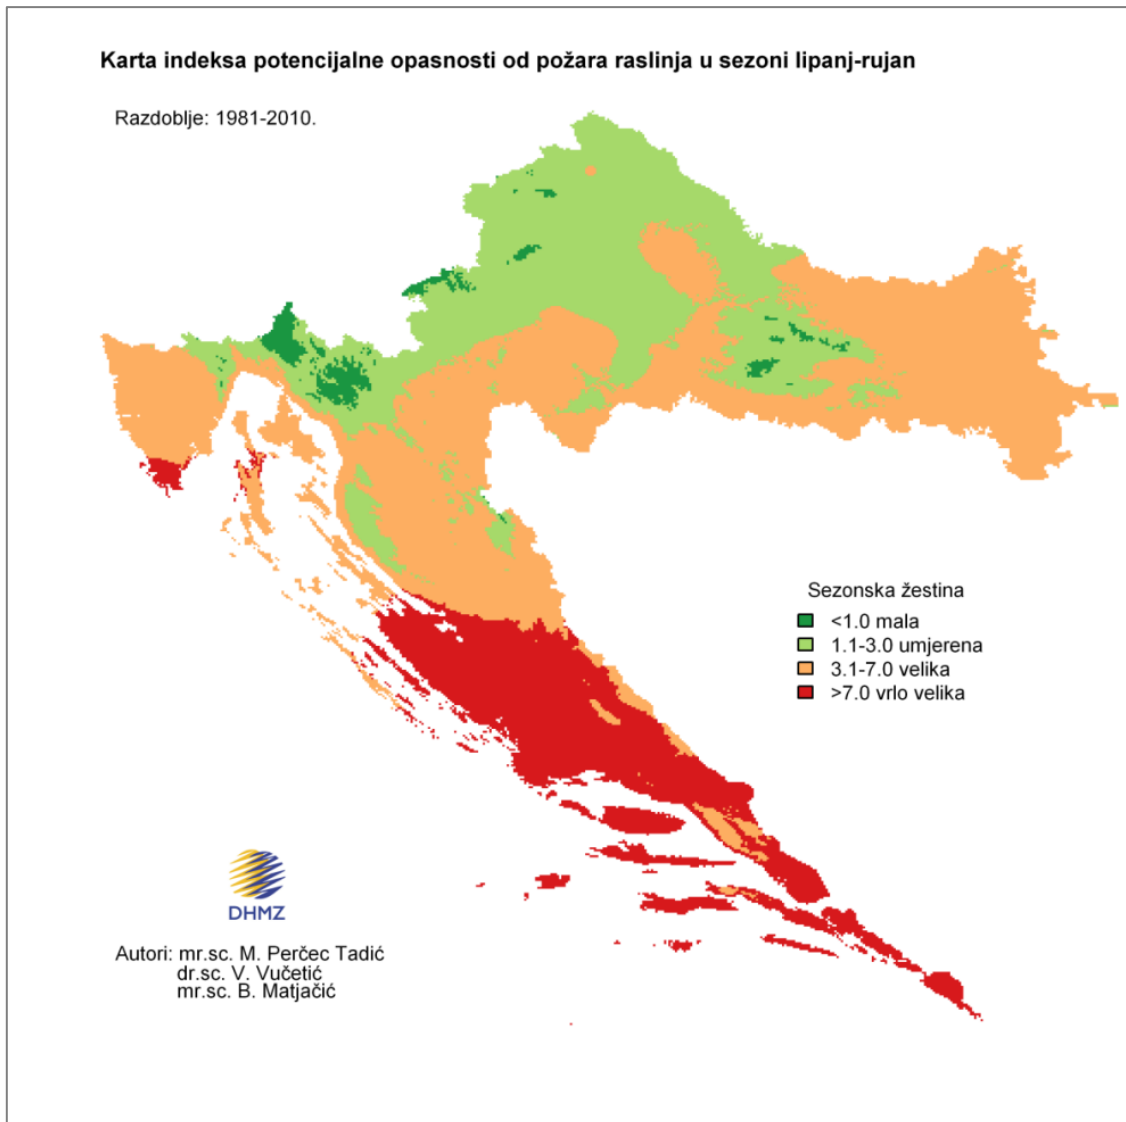 Karta indeksa potencijalne opasnosti od požara raslinja u sezoni lipanj-rujan
Razdoblje: 1981-2010.
Sezonska žestina
<1.0 mala
1.1-3.0 umjerena
3.1-7.0 velika
>7.0 vrlo velika
DHMZ
Autori: mr.sc. M. Perčec Tadić
dr.sc. V. Vučetić
mr.sc. B. Matjačić